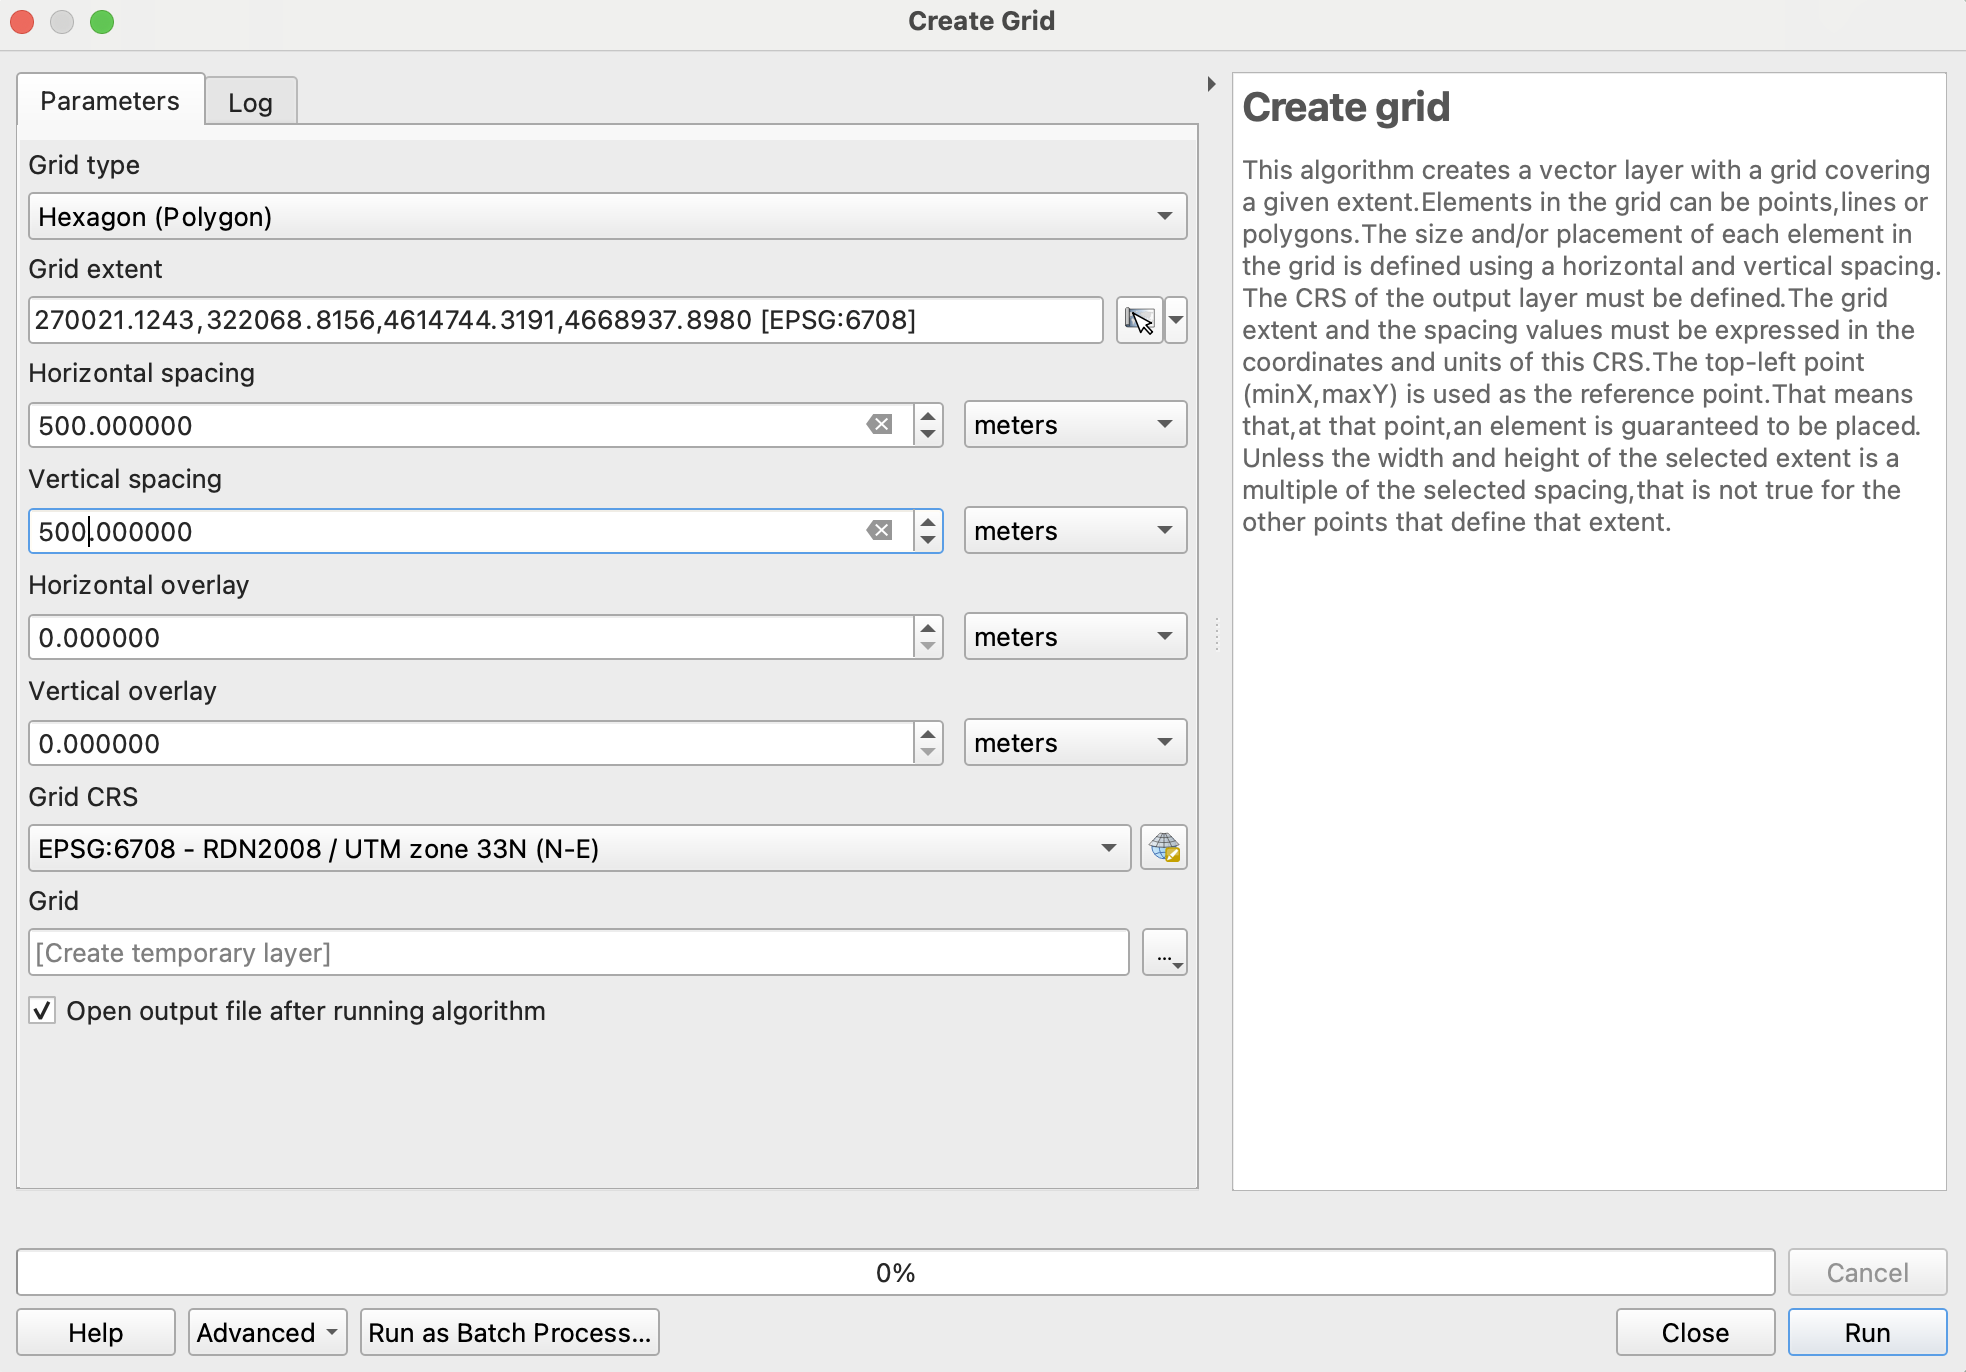 Create Grid
Parameters
Log
Grid type
Hexagon (Polygon)
Grid extent
270021.1243,322068.8156,4614744.3191,4668937.8980 [EPSG:6708]
Horizontal spacing
500.000000
meters
Vertical spacing
500.000000
meters
Horizontal overlay
0.000000
meters
Vertical overlay
0.000000
meters
Grid CRS
EPSG:6708 - RDN2008 / UTM zone 33N (N-E)
Grid
[Create temporary layer]
...
Open output file after running algorithm
Create grid
This algorithm creates a vector layer with a grid covering
a given extent.Elements in the grid can be points,lines or
polygons.The size and/or placement of each element in
the grid is defined using a horizontal and vertical spacing.
The CRS of the output layer must be defined.The grid
extent and the spacing values must be expressed in the
coordinates and units of this CRS.The top-left point
(minX,maxY) is used as the reference point.That means
that,at that point,an element is guaranteed to be placed.
Unless the width and height of the selected extent is a
multiple of the selected spacing,that is not true for the
other points that define that extent.
0%
Cancel
Help
Advanced
Run as Batch Process...
Close
Run